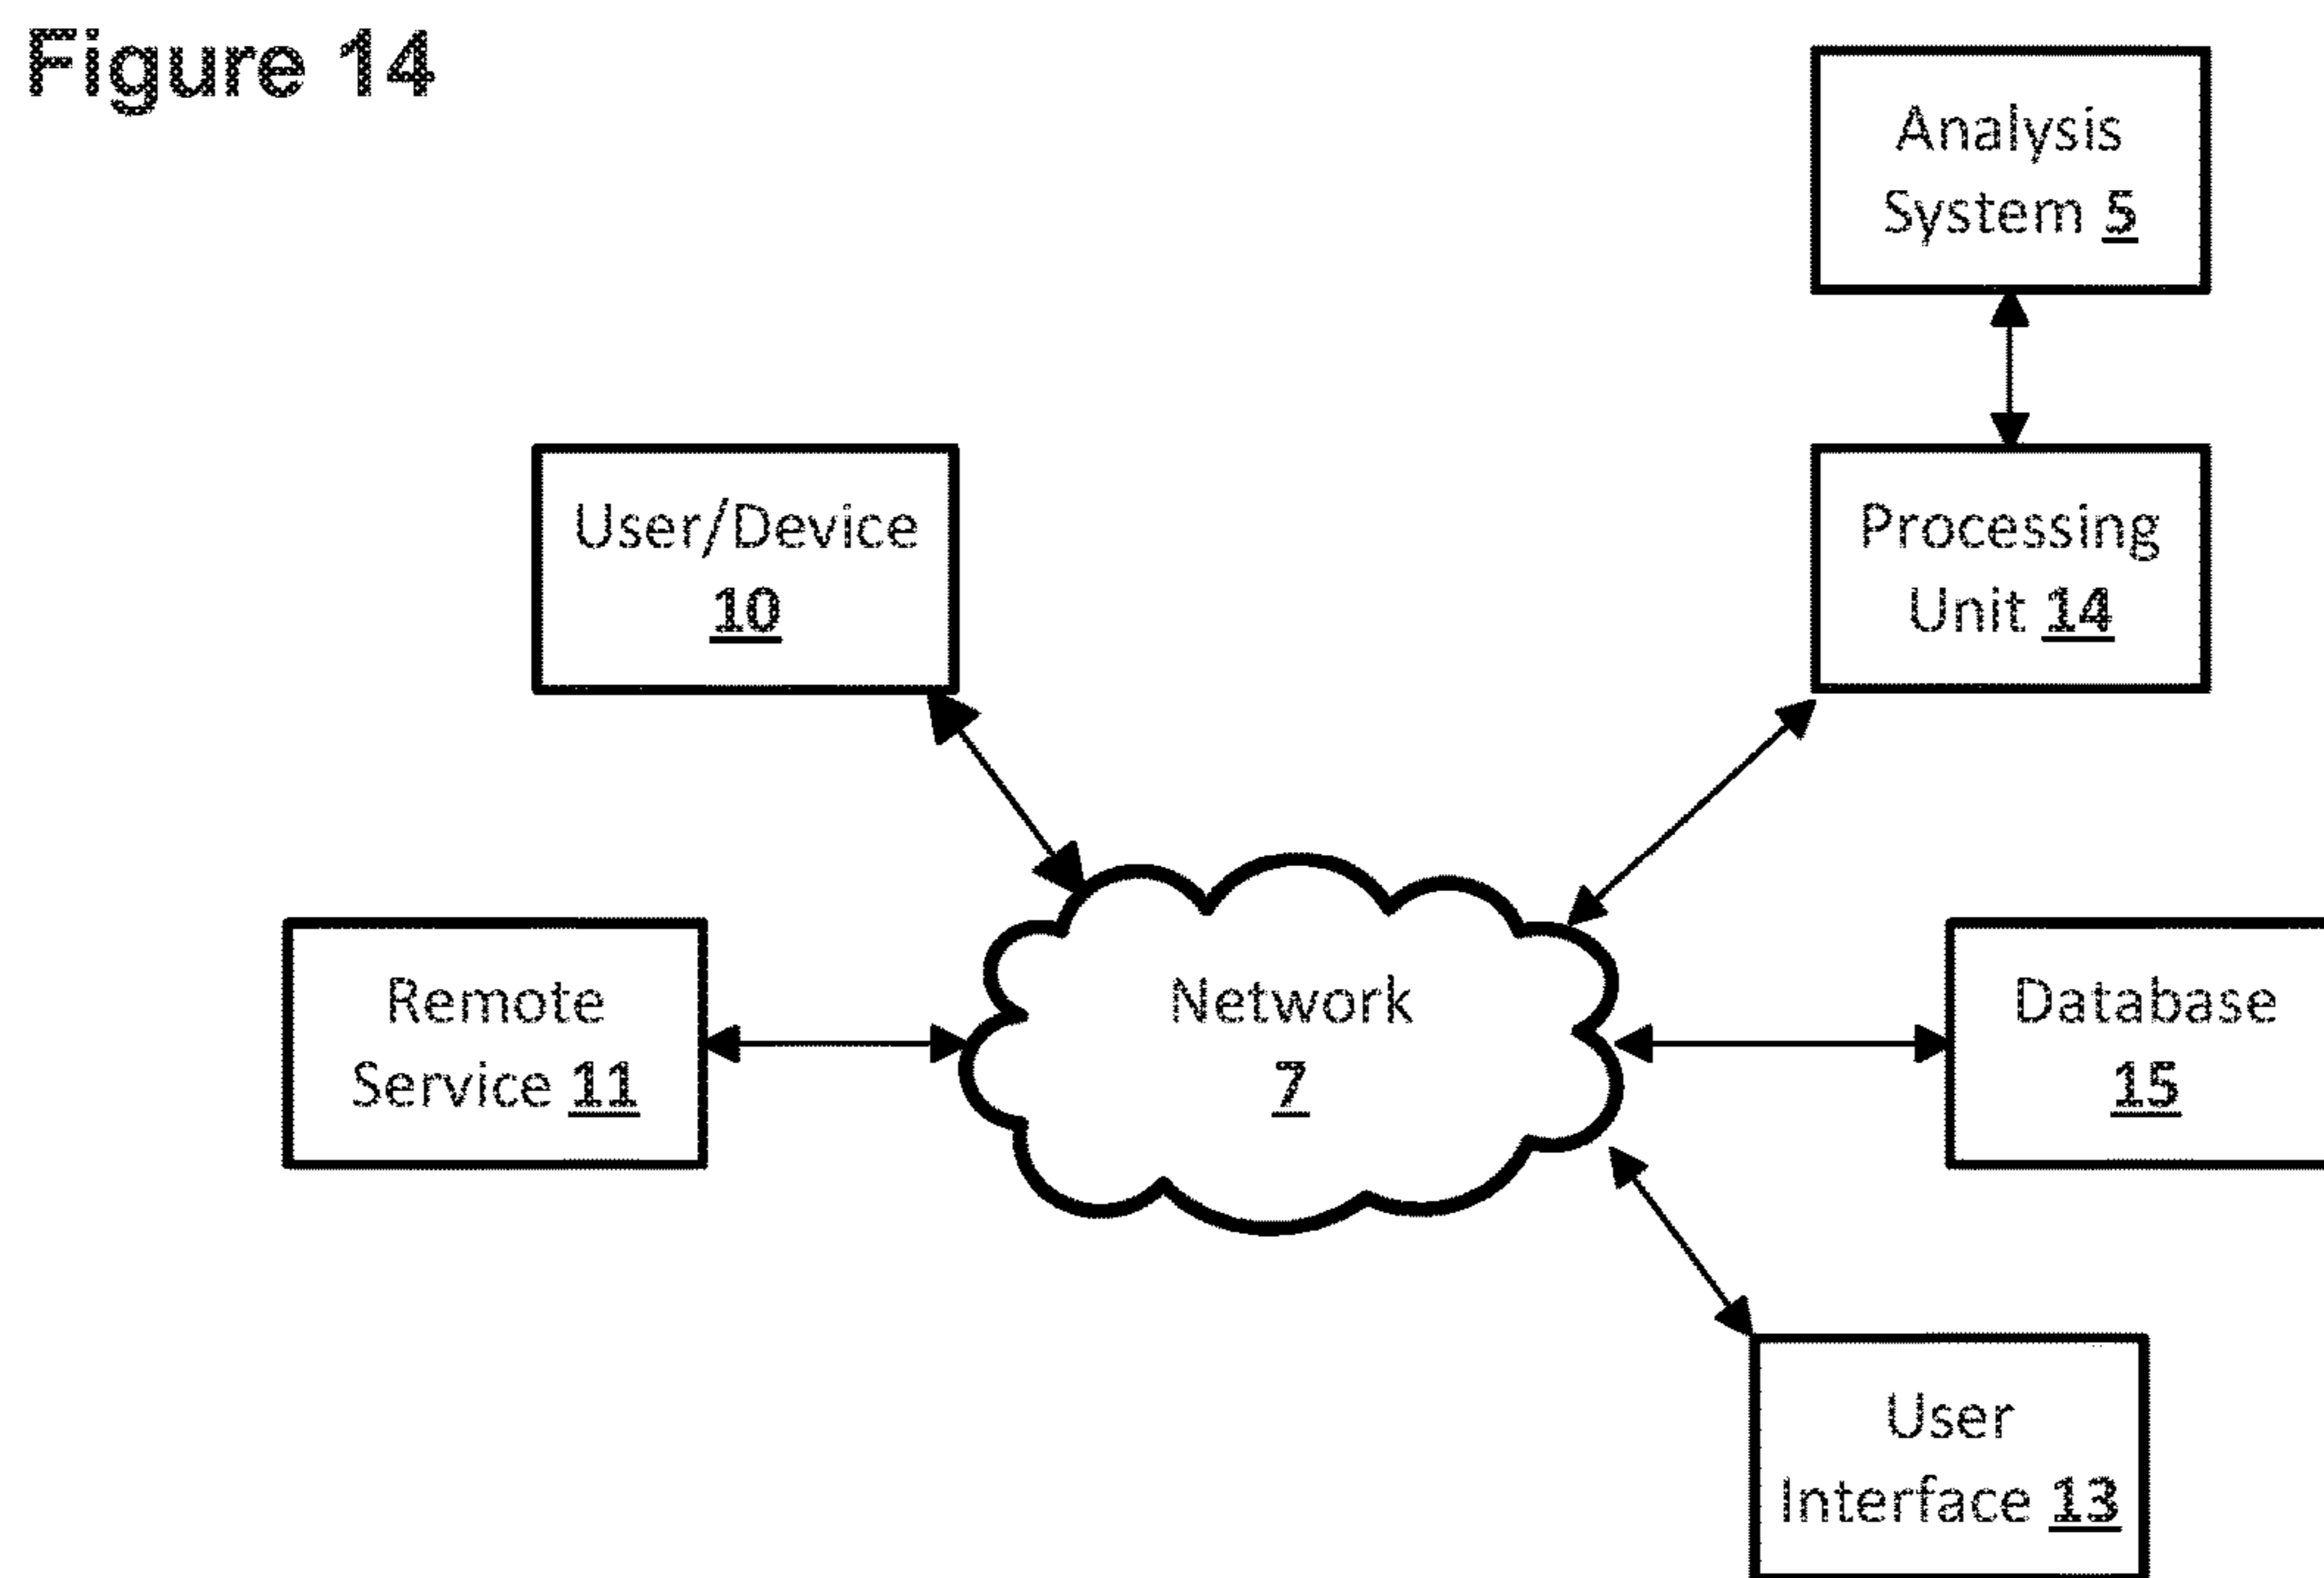 Figure 14
Analysis
System 5
User/Device
10
Processing
Unit 14
Remote
Service 11
Network
7
Database
15
User
Interface 13